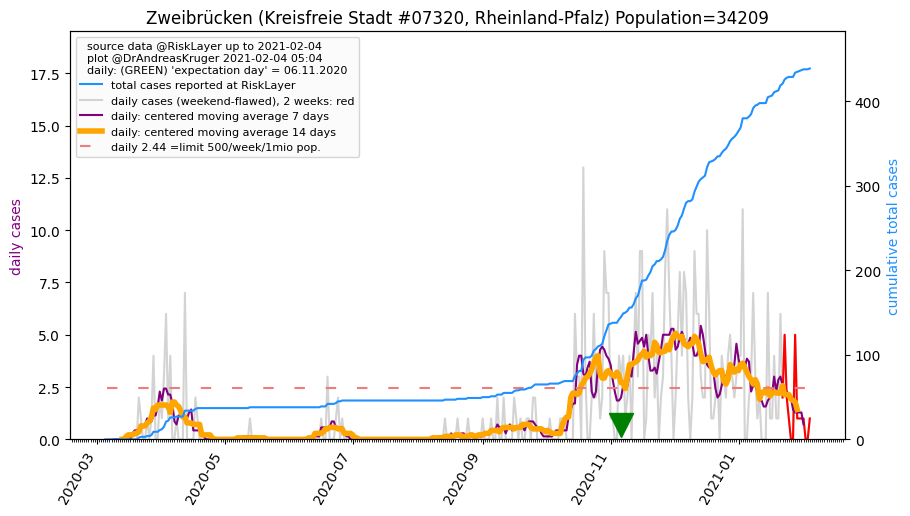 Zweibrücken (Kreisfreie Stadt #07320, Rheinland-Pfalz) Population=34209
source data @RiskLayer up to 2021-02-04
plot @DrAndreasKruger 2021-02-04 05:04
daily: (GREEN) 'expectation day' = 06.11.2020
total cases reported at RiskLayer
daily cases (weekend-flawed), 2 weeks: red
daily: centered moving average 7 days
daily: centered moving average 14 days
daily 2.44 =limit 500/week/1mio pop.
daily cases
17.5
15.0
12.5
10.0
7.5
5.0
2.5
0.0
cumulative total cases
400
300
200
100
0
2020-03
2020-05
2020-07
2020-09
2020-11
2021-01